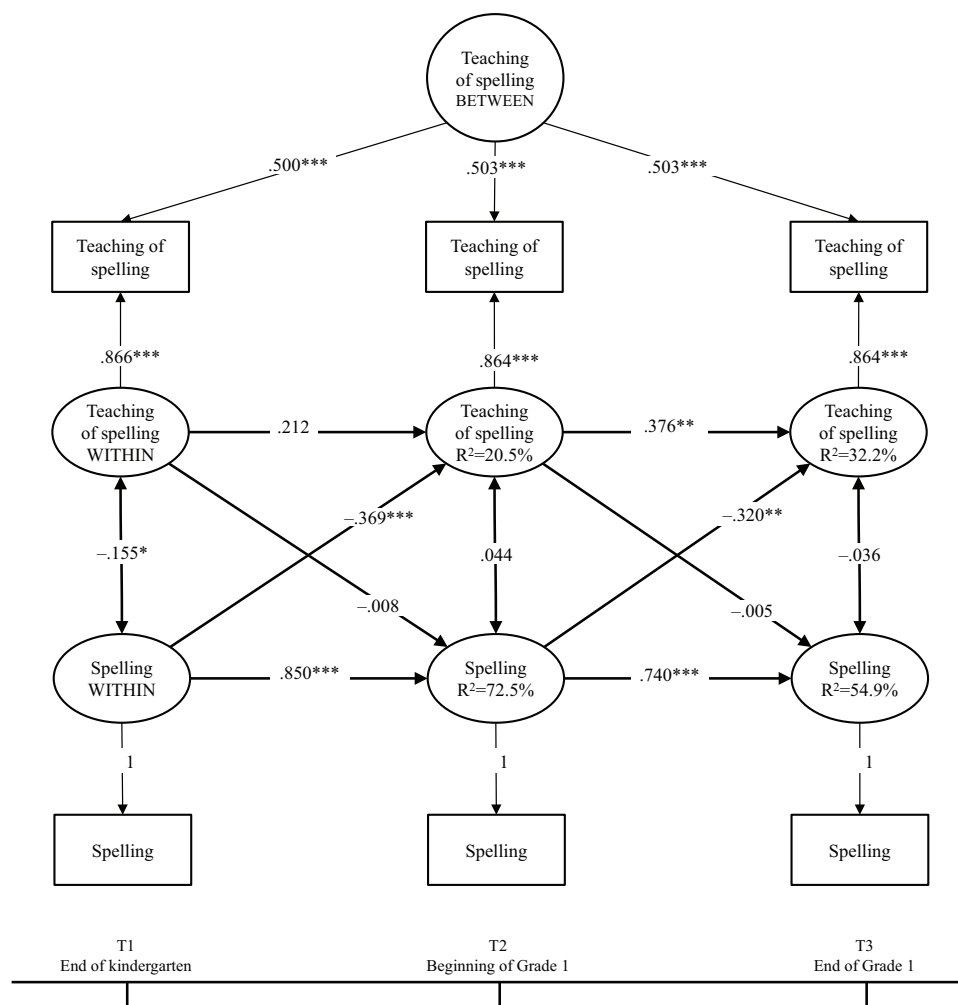 Teaching
of spelling
BETWEEN
.500***
.503***
.503***
Teaching of
spelling
Teaching of
spelling
Teaching of
spelling
.866***
.864***
.864***
Teaching
of spelling
WITHIN
.212
Teaching
of spelling
R²=20.5%
.376**
Teaching
of spelling
R²=32.2%
–.369***
–.320**
–.155*
.044
–.036
–.008
–.005
Spelling
WITHIN
.850***
Spelling
R²=72.5%
.740***
Spelling
R²=54.9%
1
1
1
Spelling
Spelling
Spelling
T1
End of kindergarten
T2
Beginning of Grade 1
T3
End of Grade 1